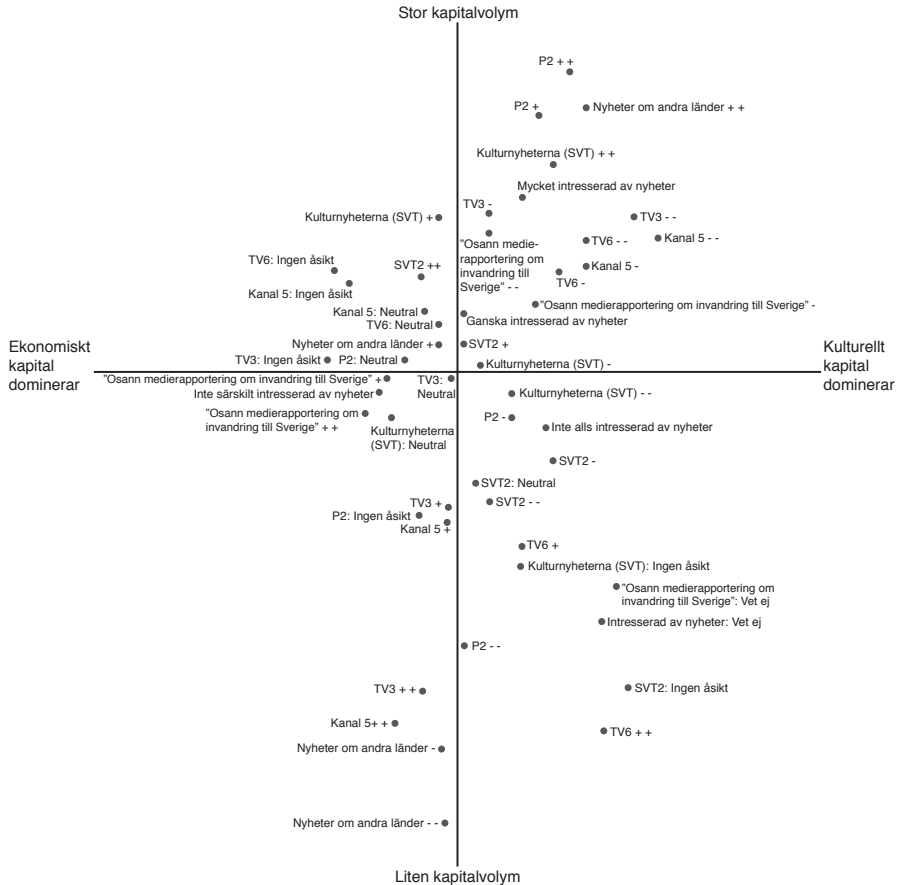 Stor kapitalvolym
P2 + +
P2 +
Nyheter om andra länder + +
Kulturnyheterna (SVT) + +
Mycket intresserad av nyheter
TV3 -
Kulturnyheterna (SVT) +
TV3 - -
Kanal 5 - -
TV6 - -
"Osann medie-
rapportering om
invandring till
Sverige" - -
TV6: Ingen åsikt
SVT2 ++
Kanal 5 -
TV6 -
Kanal 5: Ingen åsikt
"Osann medierapportering om invandring till Sverige" -
Kanal 5: Neutral
Ganska intresserad av nyheter
TV6: Neutral
Nyheter om andra länder +
SVT2 +
Ekonomiskt
kapital
dominerar
Kulturellt
kapital
dominerar
TV3: Ingen åsikt
P2: Neutral
Kulturnyheterna (SVT) -
"Osann medierapportering om invandring till Sverige" +
TV3:
Neutral
Inte särskilt intresserad av nyheter
Kulturnyheterna (SVT) - -
"Osann medierapportering om
invandring till Sverige" + +
P2 -
Kulturnyheterna
(SVT): Neutral
Inte alls intresserad av nyheter
SVT2 -
SVT2: Neutral
SVT2 - -
TV3 +
P2: Ingen åsikt
Kanal 5 +
TV6 +
Kulturnyheterna (SVT): Ingen åsikt
"Osann medierapportering om
invandring till Sverige": Vet ej
Intresserad av nyheter: Vet ej
P2 - -
TV3 + +
SVT2: Ingen åsikt
Kanal 5+ +
TV6 + +
Nyheter om andra länder -
Nyheter om andra länder - -
Liten kapitalvolym